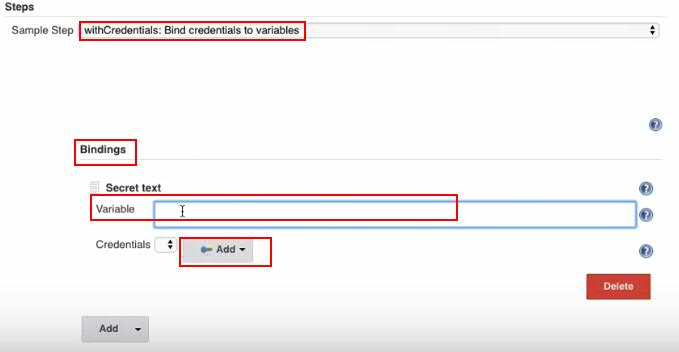 Steps
Sample Step withCredentials: Bind credentials to variables
Bindings
Secret text
Variable
Credentials Add
Delete
Add